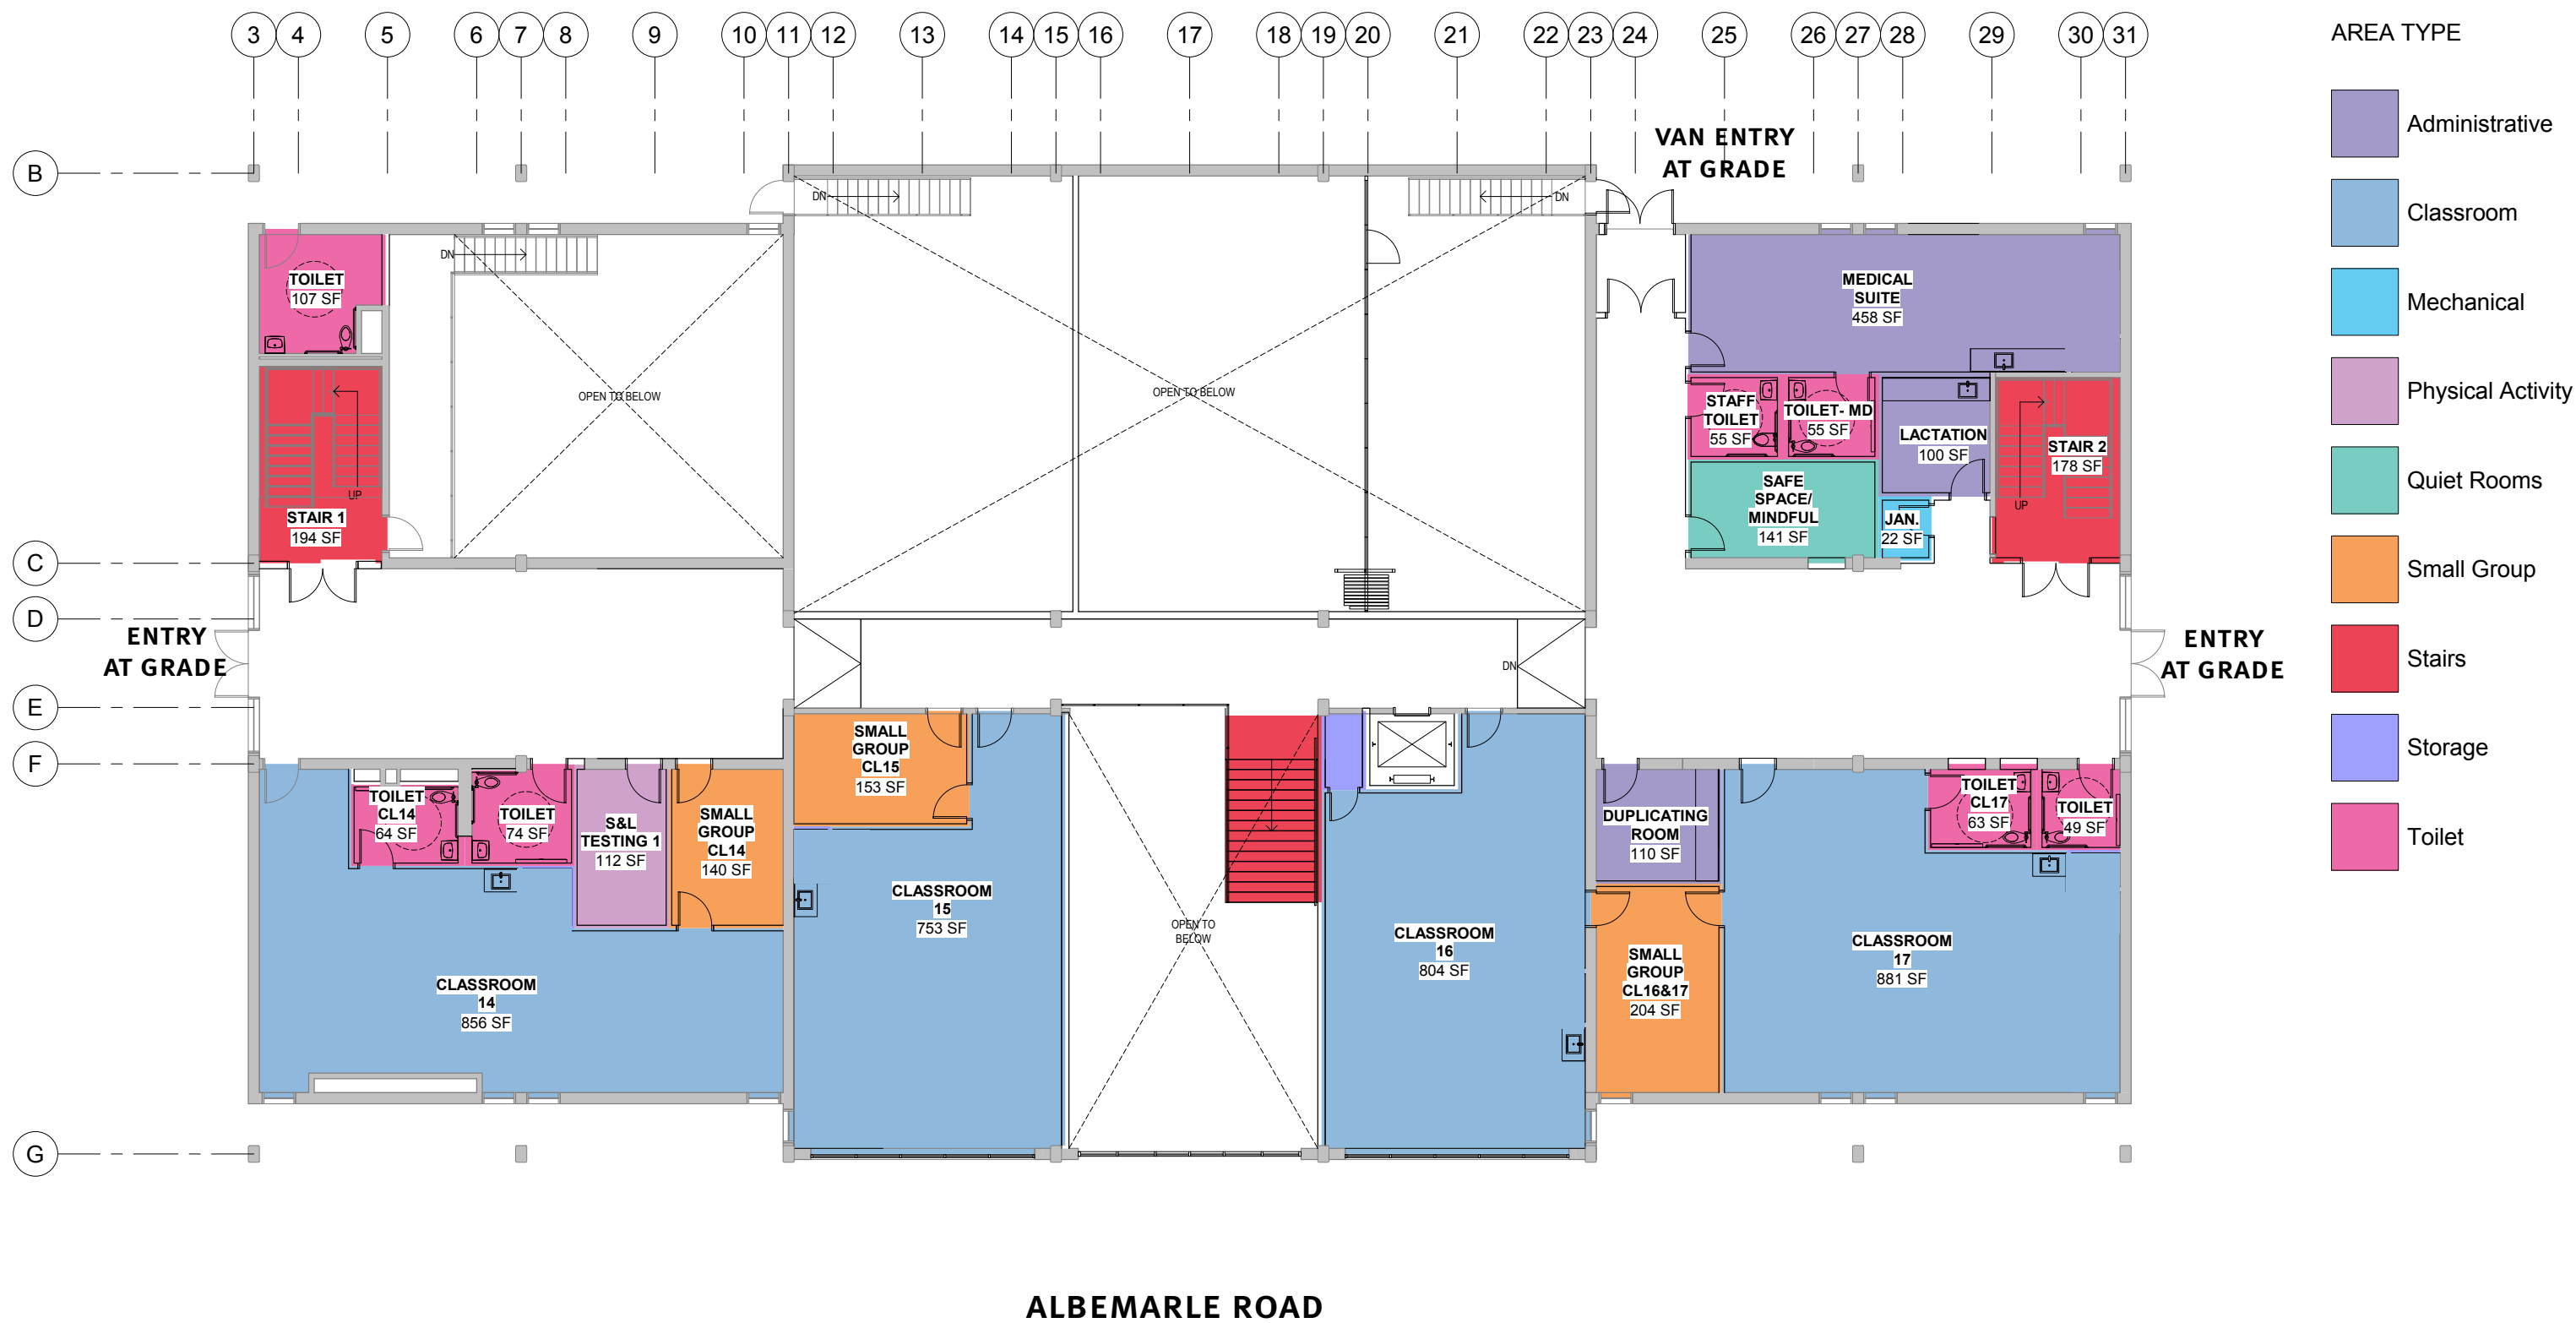 3 4 5 6 7 8 9 10 11 12 13 14 15 16 17 18 19 20 21 22 23 24 25 26 27 28 29 30 31
AREA TYPE
Administrative
Classroom
Mechanical
Physical Activity
Quiet Rooms
Small Group
Stairs
Storage
Toilet
B
C
D
E
F
G
VAN ENTRY
AT GRADE
DN
DN
DN
TOILET
107 SF
OPEN TO BELOW
OPEN TO BELOW
MEDICAL
SUITE
458 SF
STAFF
TOILET
55 SF
TOILET- MD
55 SF
LACTATION
100 SF
STAIR 2
178 SF
UP
UP
STAIR 1
194 SF
SAFE
SPACE/
MINDFUL
141 SF
JAN.
22 SF
ENTRY
AT GRADE
DN
ENTRY
AT GRADE
TOILET
CL14
64 SF
TOILET
74 SF
S&L
TESTING 1
112 SF
SMALL
GROUP
CL14
140 SF
CLASSROOM
14
856 SF
SMALL
GROUP
CL15
153 SF
CLASSROOM
15
753 SF
OPEN TO
BELOW
CLASSROOM
16
804 SF
DUPLICATING
ROOM
110 SF
SMALL
GROUP
CL16&17
204 SF
TOILET
CL17
63 SF
TOILET
49 SF
CLASSROOM
17
881 SF
ALBEMARLE ROAD